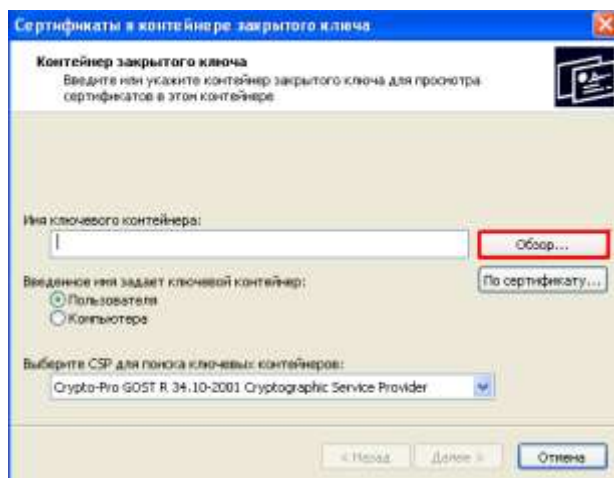 Сертификаты в контейнере закрытого ключа
Контейнер закрытого ключа
Введите или укажите контейнер закрытого ключа для просмотра
сертификатов в этом контейнере
Имя ключевого контейнера:
Обзор...
Введенное имя задает ключевой контейнер:
По сертификату...
Пользователя
Компьютера
Выберите CSP для поиска ключевых контейнеров:
Crypto-Pro GOST R 34.10-2001 Cryptographic Service Provider
< Назад
Далее >
Отмена